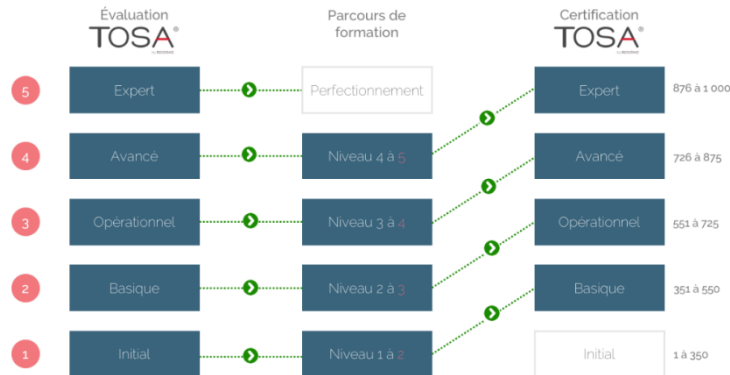 Évaluation
TOSA®
Parcours de
formation
Certification
TOSA®
5
Expert
Perfectionnement
Expert
876 à 1 000
4
Avancé
Niveau 4 à 5
Avancé
726 à 875
3
Opérationnel
Niveau 3 à 4
Opérationnel
551 à 725
2
Basique
Niveau 2 à 3
Basique
351 à 550
1
Initial
Niveau 1 à 2
Initial
1 à 350